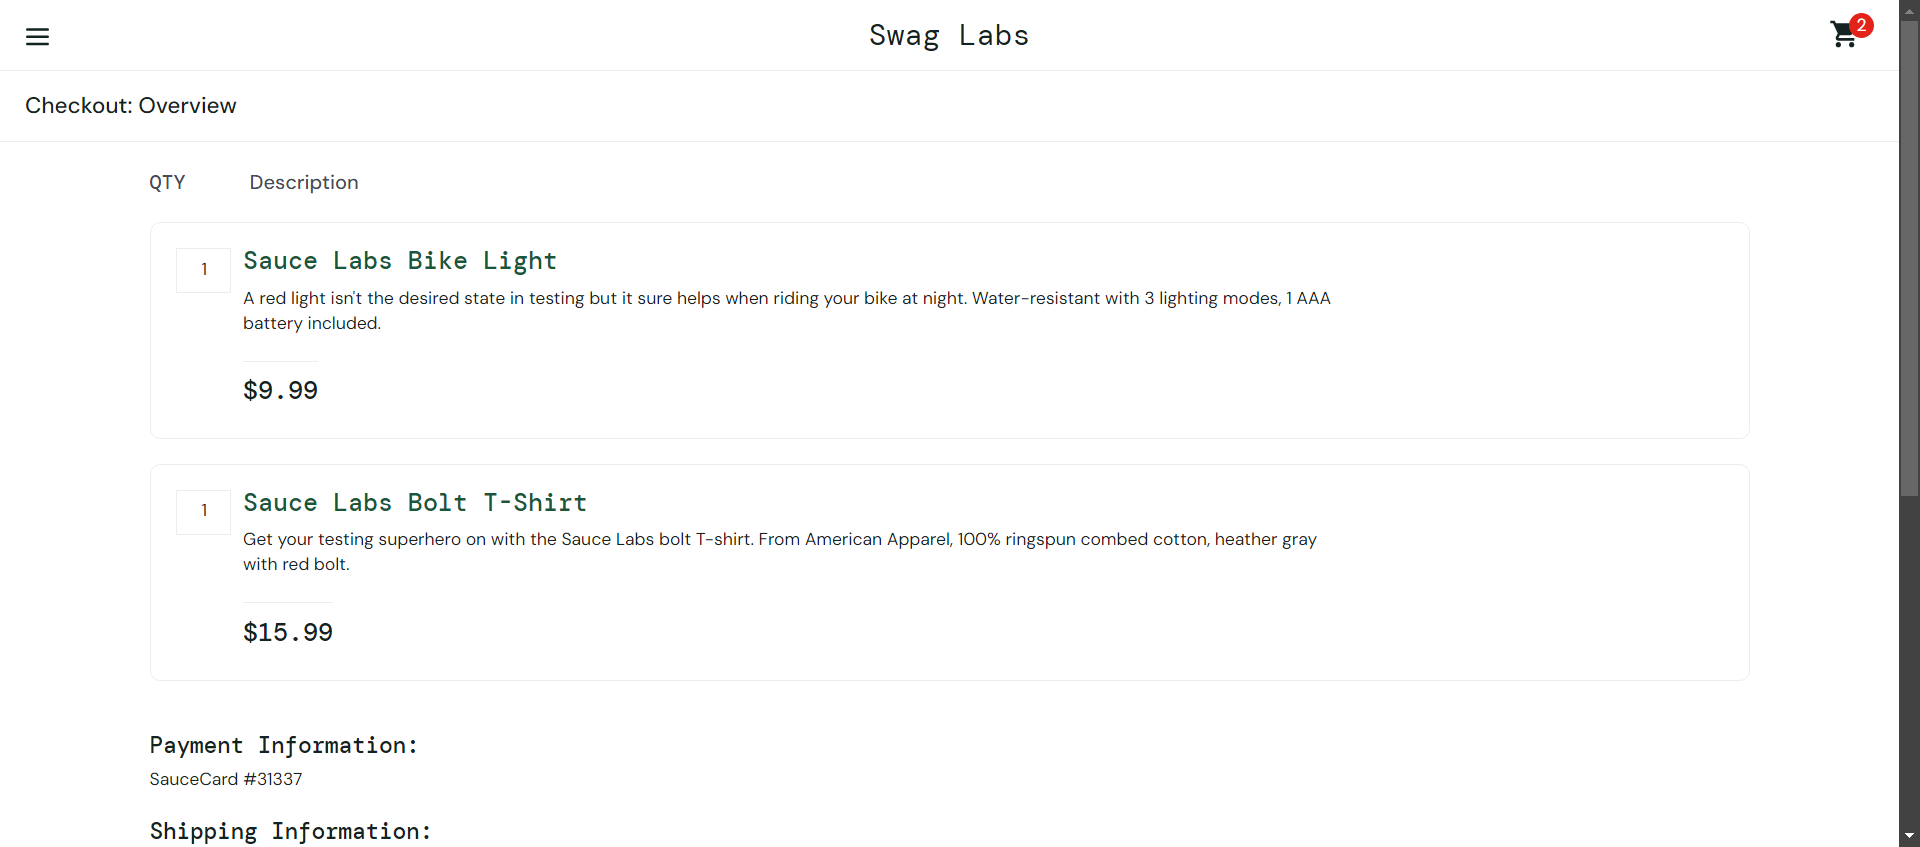 Swag Labs
2
Checkout: Overview
QTY Description
1
Sauce Labs Bike Light
A red light isn't the desired state in testing but it sure helps when riding your bike at night. Water-resistant with 3 lighting modes, 1 AAA
battery included.
$9.99
1
Sauce Labs Bolt T-Shirt
Get your testing superhero on with the Sauce Labs bolt T-shirt. From American Apparel, 100% ringspun combed cotton, heather gray
with red bolt.
$15.99
Payment Information:
SauceCard #31337
Shipping Information: